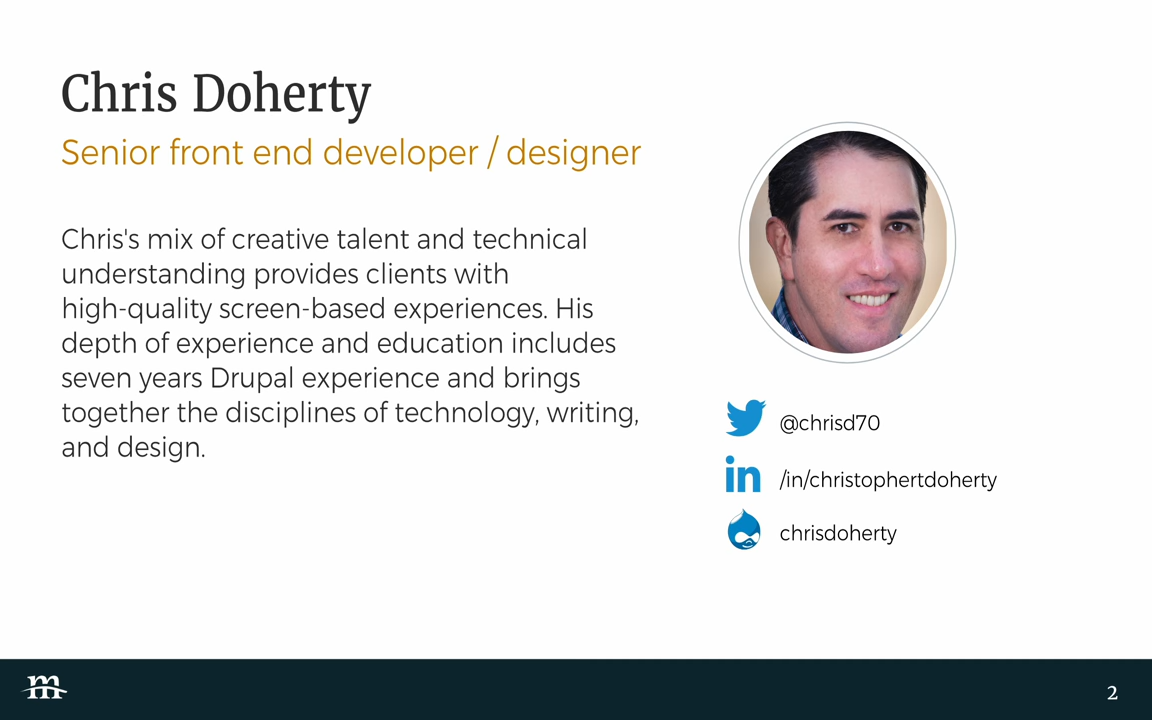 Chris Doherty
Senior front end developer / designer
Chris's mix of creative talent and technical
understanding provides clients with
high-quality screen-based experiences. His
depth of experience and education includes
seven years Drupal experience and brings
together the disciplines of technology, writing,
and design.
@chrisd70
in /in/christophertdoherty
chrisdoherty
m
2